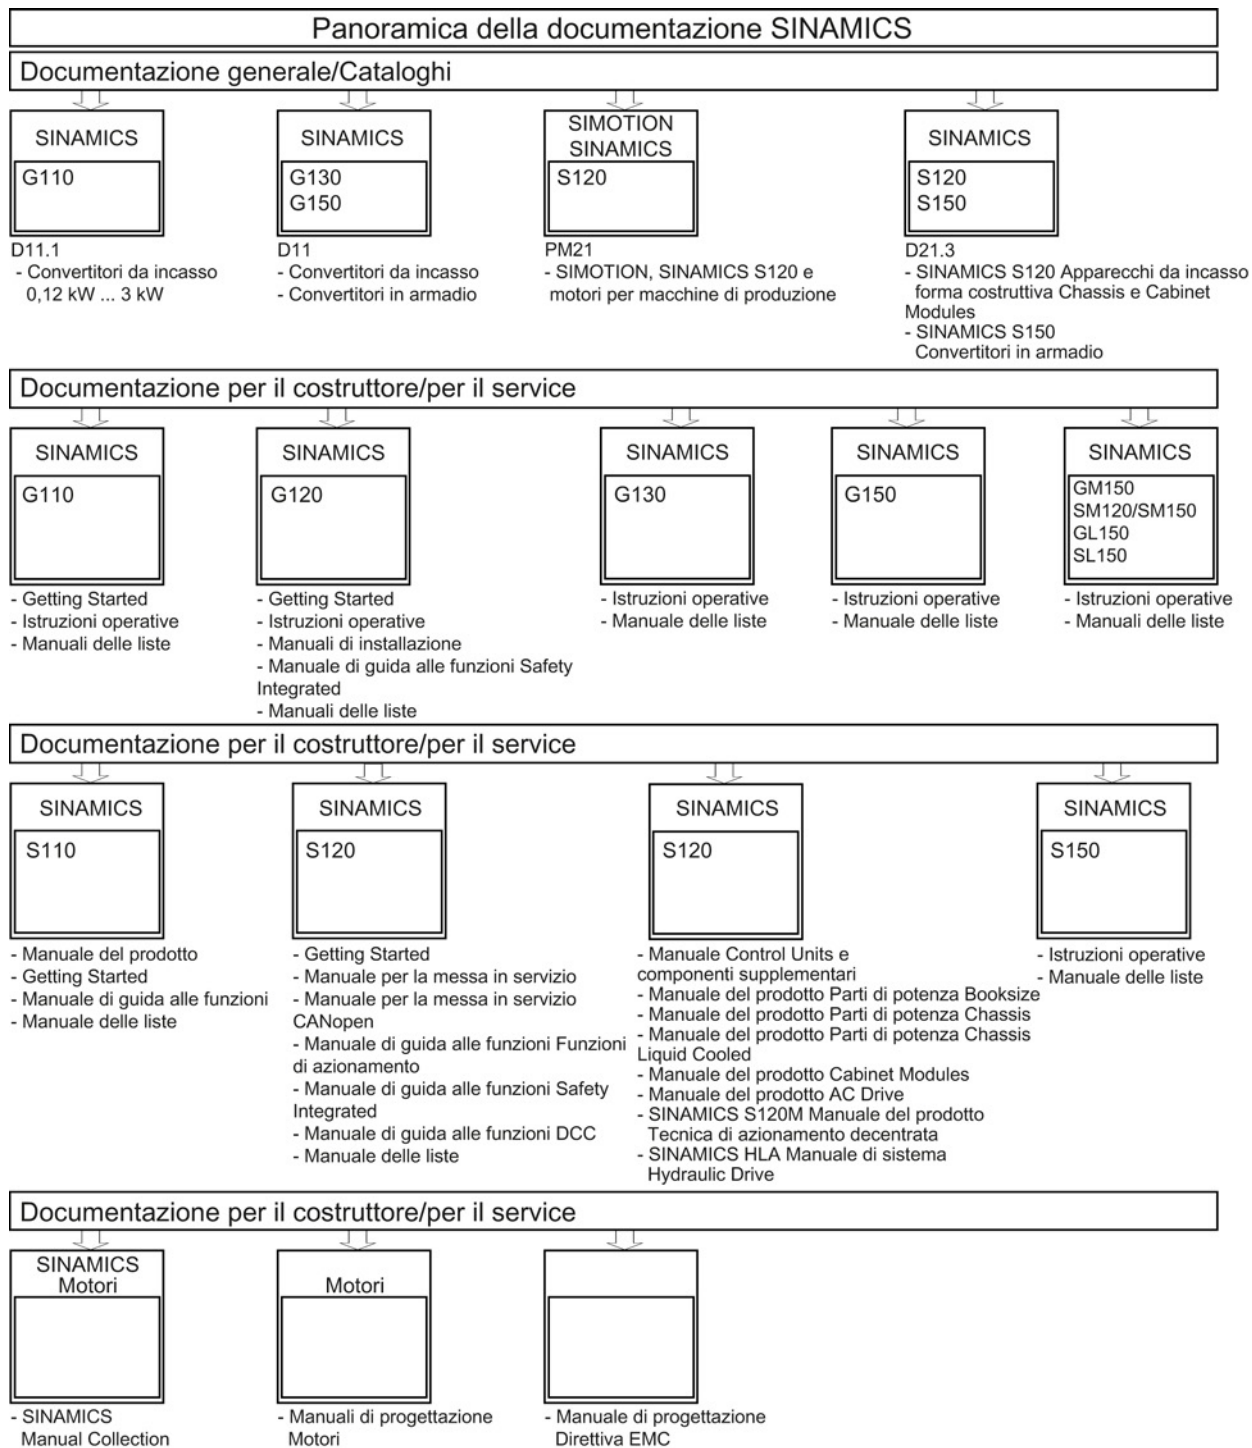 Panoramica della documentazione SINAMICS
Documentazione generale/Cataloghi
SINAMICS
G110
D11.1
- Convertitori da incasso
0,12 kW ... 3 kW
SINAMICS
G130
G150
D11
- Convertitori da incasso
- Convertitori in armadio
SIMOTION
SINAMICS
S120
PM21
- SIMOTION, SINAMICS S120 e
motori per macchine di produzione
SINAMICS
S120
S150
D21.3
- SINAMICS S120 Apparecchi da incasso
forma costruttiva Chassis e Cabinet
Modules
- SINAMICS S150
Convertitori in armadio
Documentazione per il costruttore/per il service
SINAMICS
G110
- Getting Started
- Istruzioni operative
- Manuali delle liste
SINAMICS
G120
- Getting Started
- Istruzioni operative
- Manuali di installazione
- Manuale di guida alle funzioni Safety
Integrated
- Manuali delle liste
SINAMICS
G130
- Istruzioni operative
- Manuale delle liste
SINAMICS
G150
- Istruzioni operative
- Manuale delle liste
SINAMICS
GM150
SM120/SM150
GL150
SL150
- Istruzioni operative
- Manuali delle liste
Documentazione per il costruttore/per il service
SINAMICS
S110
- Manuale del prodotto
- Getting Started
- Manuale di guida alle funzioni
- Manuale delle liste
SINAMICS
S120
- Getting Started
- Manuale per la messa in servizio
- Manuale per la messa in servizio
CANopen
- Manuale di guida alle funzioni Funzioni
di azionamento
- Manuale di guida alle funzioni Safety
Integrated
- Manuale di guida alle funzioni DCC
- Manuale delle liste
SINAMICS
S120
- Manuale Control Units e
componenti supplementari
- Manuale del prodotto Parti di potenza Booksize
- Manuale del prodotto Parti di potenza Chassis
- Manuale del prodotto Parti di potenza Chassis
Liquid Cooled
- Manuale del prodotto Cabinet Modules
- Manuale del prodotto AC Drive
- SINAMICS S120M Manuale del prodotto
Tecnica di azionamento decentrata
- SINAMICS HLA Manuale di sistema
Hydraulic Drive
SINAMICS
S150
- Istruzioni operative
- Manuale delle liste
Documentazione per il costruttore/per il service
SINAMICS
Motori
- SINAMICS
Manual Collection
Motori
- Manuali di progettazione
Motori
- Manuale di progettazione
Direttiva EMC